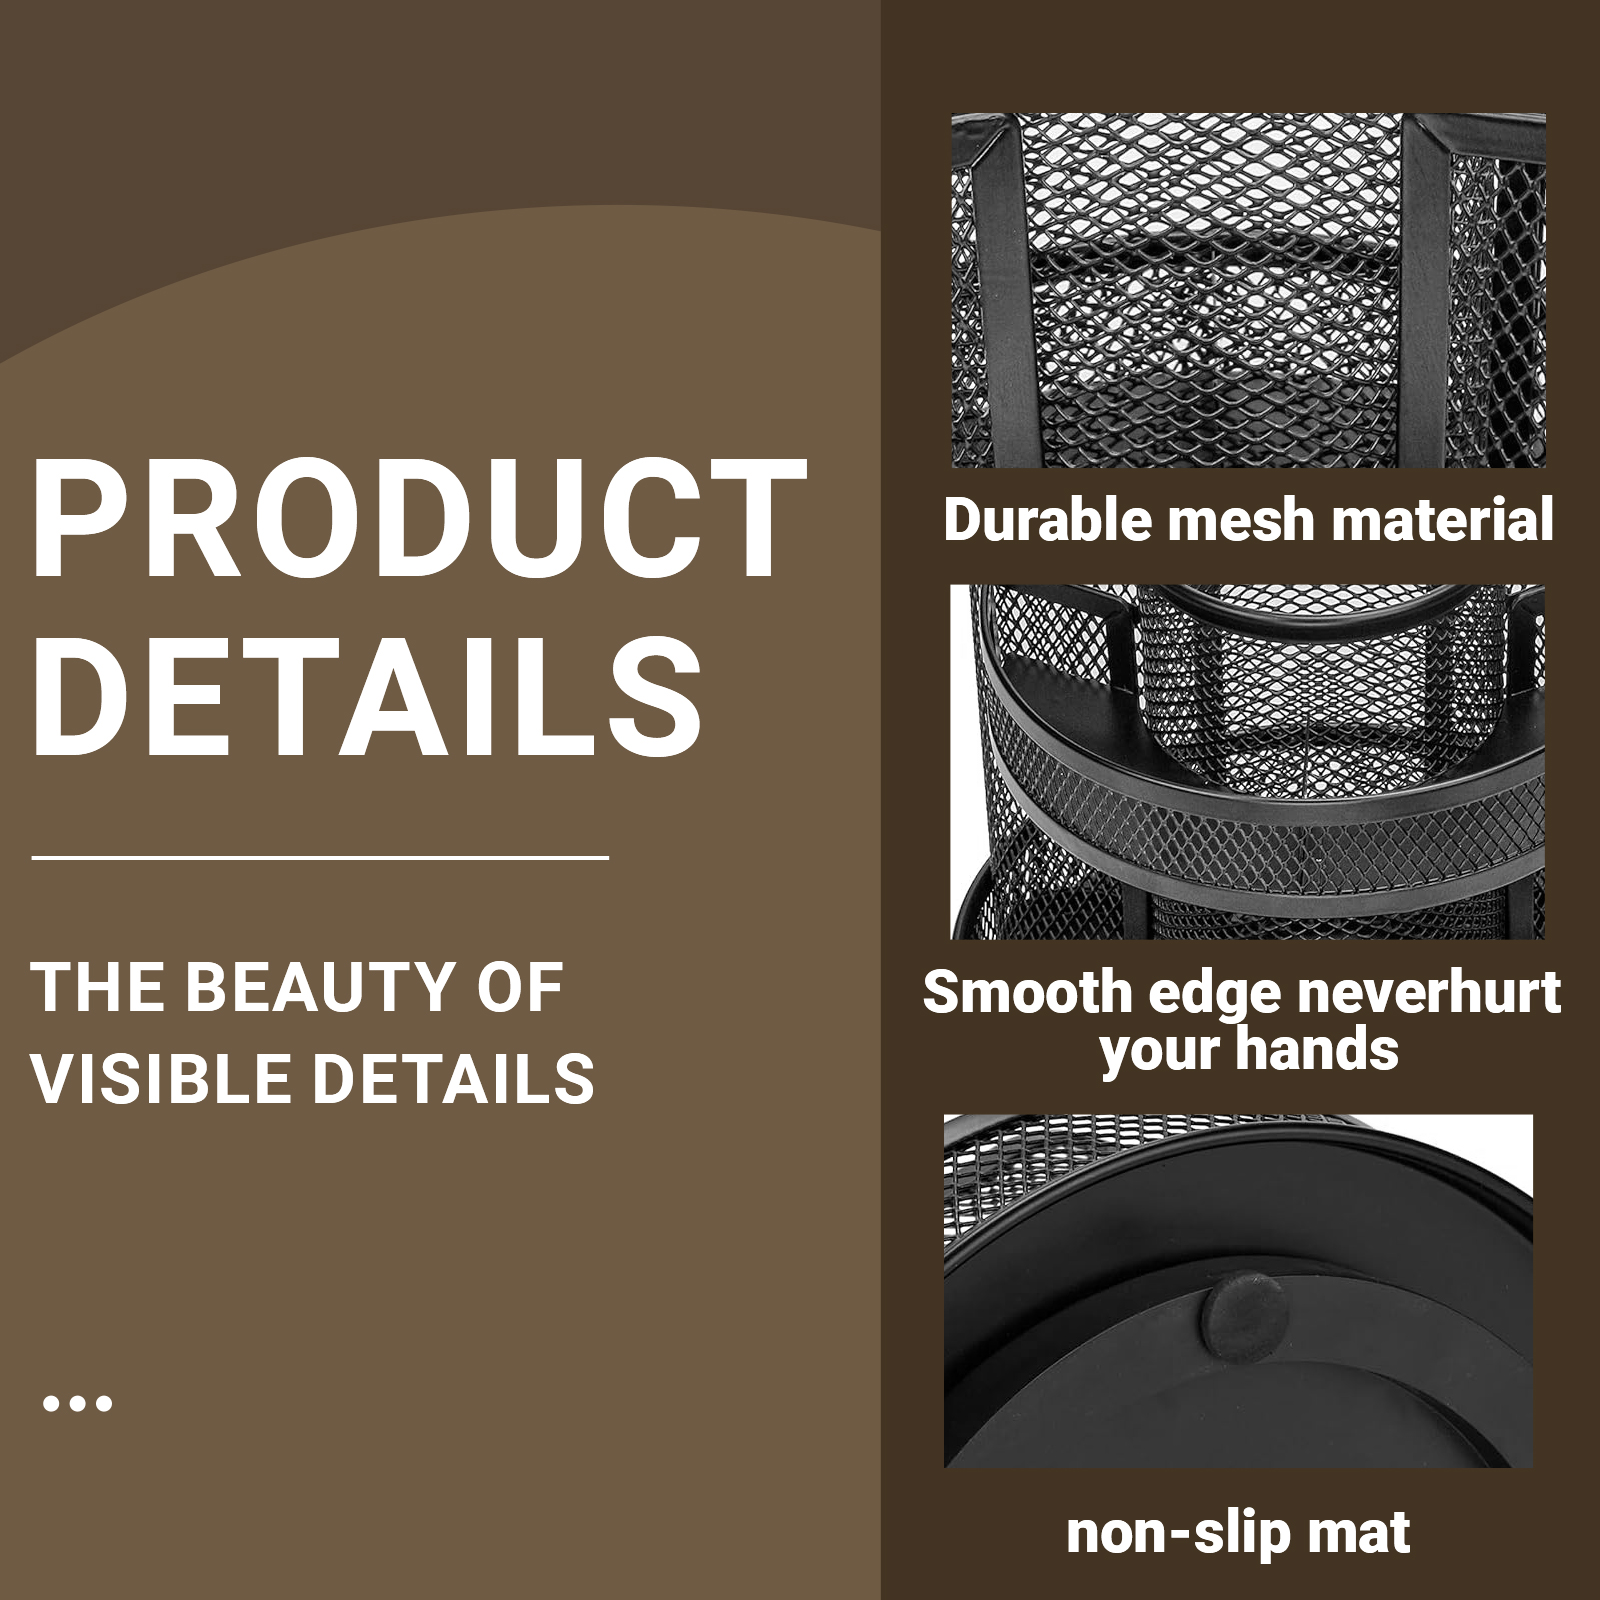 PRODUCT
DETAILS
THE BEAUTY OF
VISIBLE DETAILS
...
Durable mesh material
Smooth edge neverhurt
your hands
non-slip mat